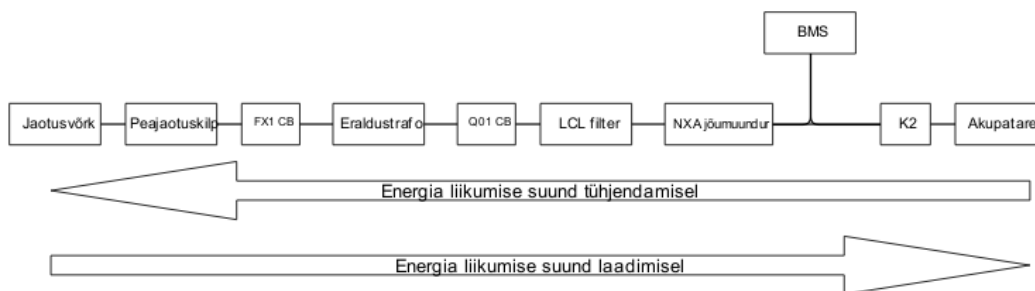 BMS
Jaotusvõrk
Peajaotuskilp
FX1 CB
Eraldustrafo
Q01 CB
LCL filter
NXA jõumuundur
K2
Akupatare
Energia liikumise suund tühjendamisel
Energia liikumise suund laadimisel